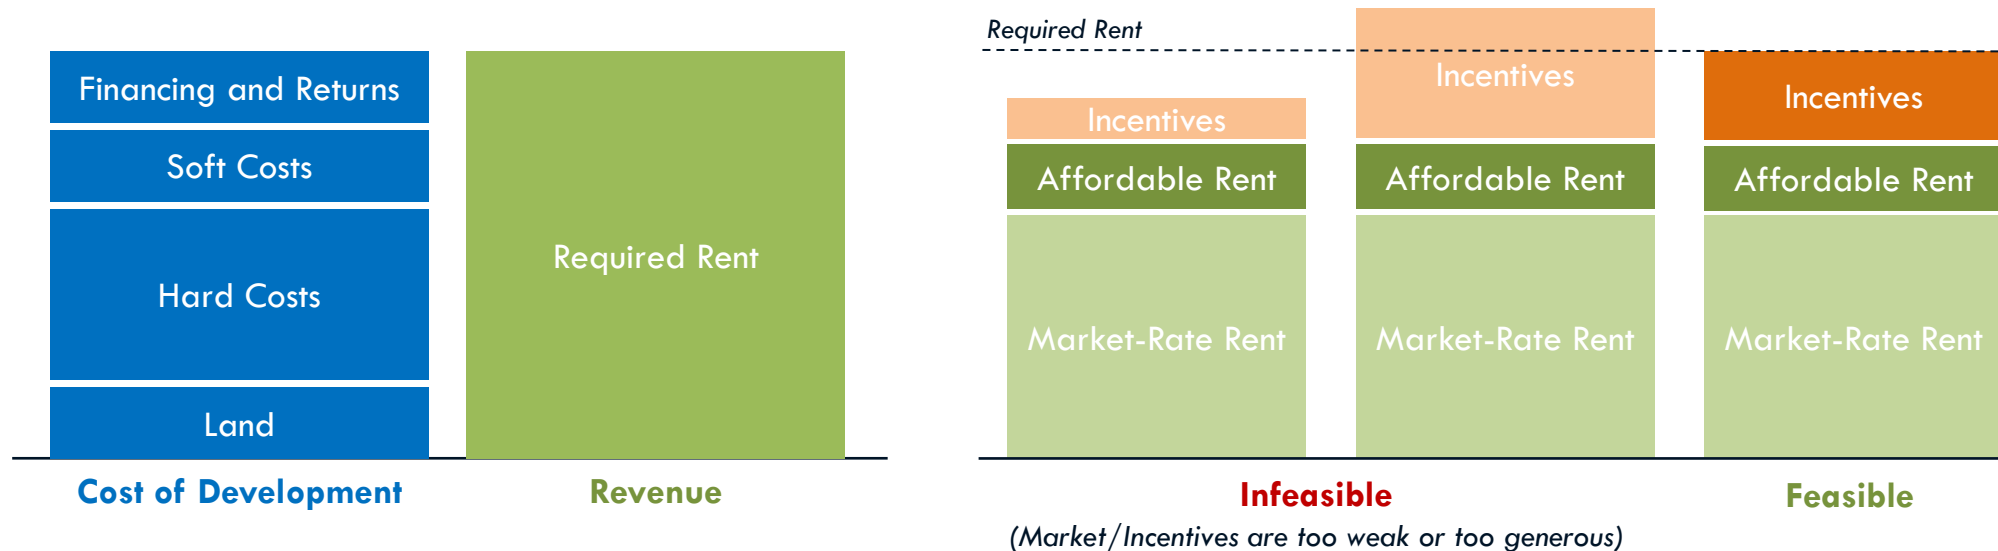 Financing and Returns
Soft Costs
Hard Costs
Land
Cost of Development
Required Rent
Revenue
Required Rent
Incentives
Affordable Rent
Market-Rate Rent
Incentives
Affordable Rent
Market-Rate Rent
Infeasible
(Market/Incentives are too weak or too generous)
Incentives
Affordable Rent
Market-Rate Rent
Feasible